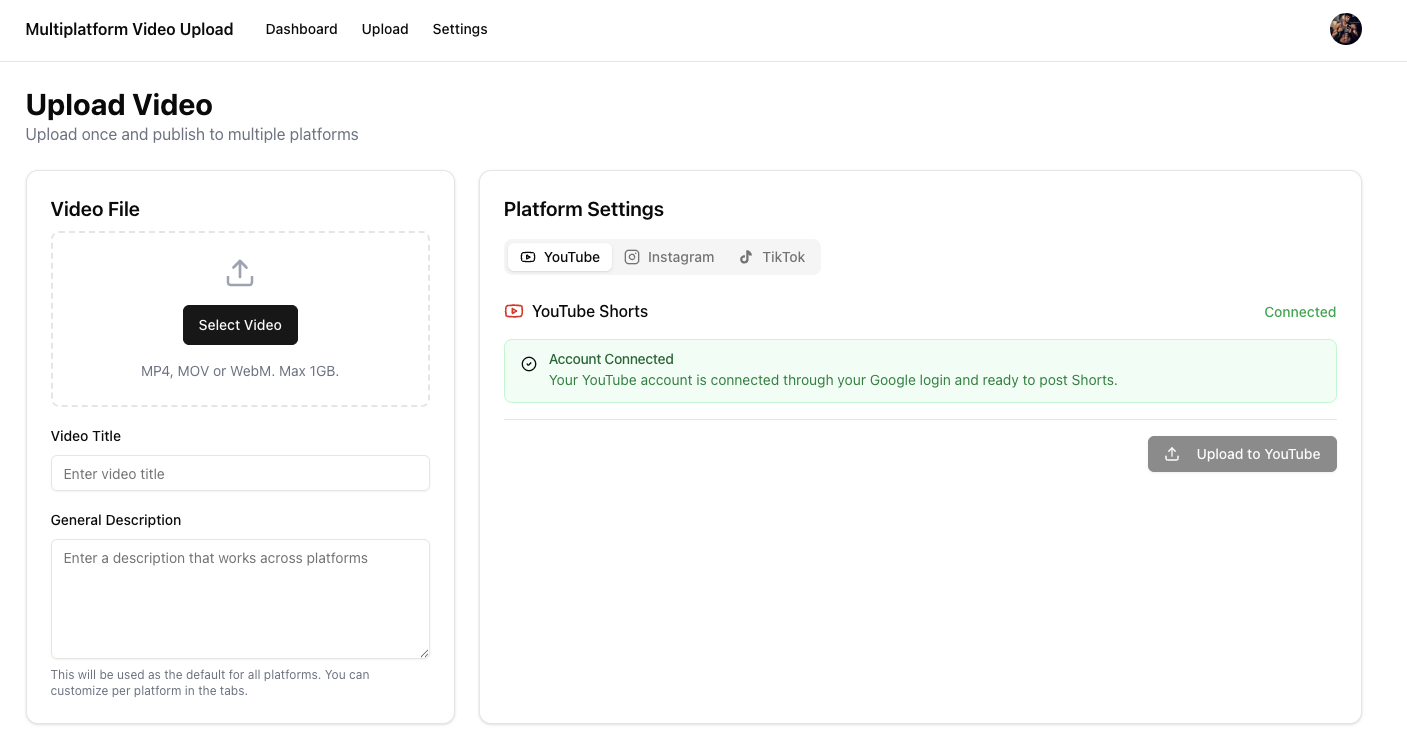 Multiplatform Video Upload
Dashboard
Upload
Settings
Upload Video
Upload once and publish to multiple platforms
Video File
Select Video
MP4, MOV or WebM. Max 1GB.
Video Title
Enter video title
General Description
Enter a description that works across platforms
This will be used as the default for all platforms. You can
customize per platform in the tabs.
Platform Settings
YouTube
Instagram
TikTok
YouTube Shorts
Connected
Account Connected
Your YouTube account is connected through your Google login and ready to post Shorts.
Upload to YouTube